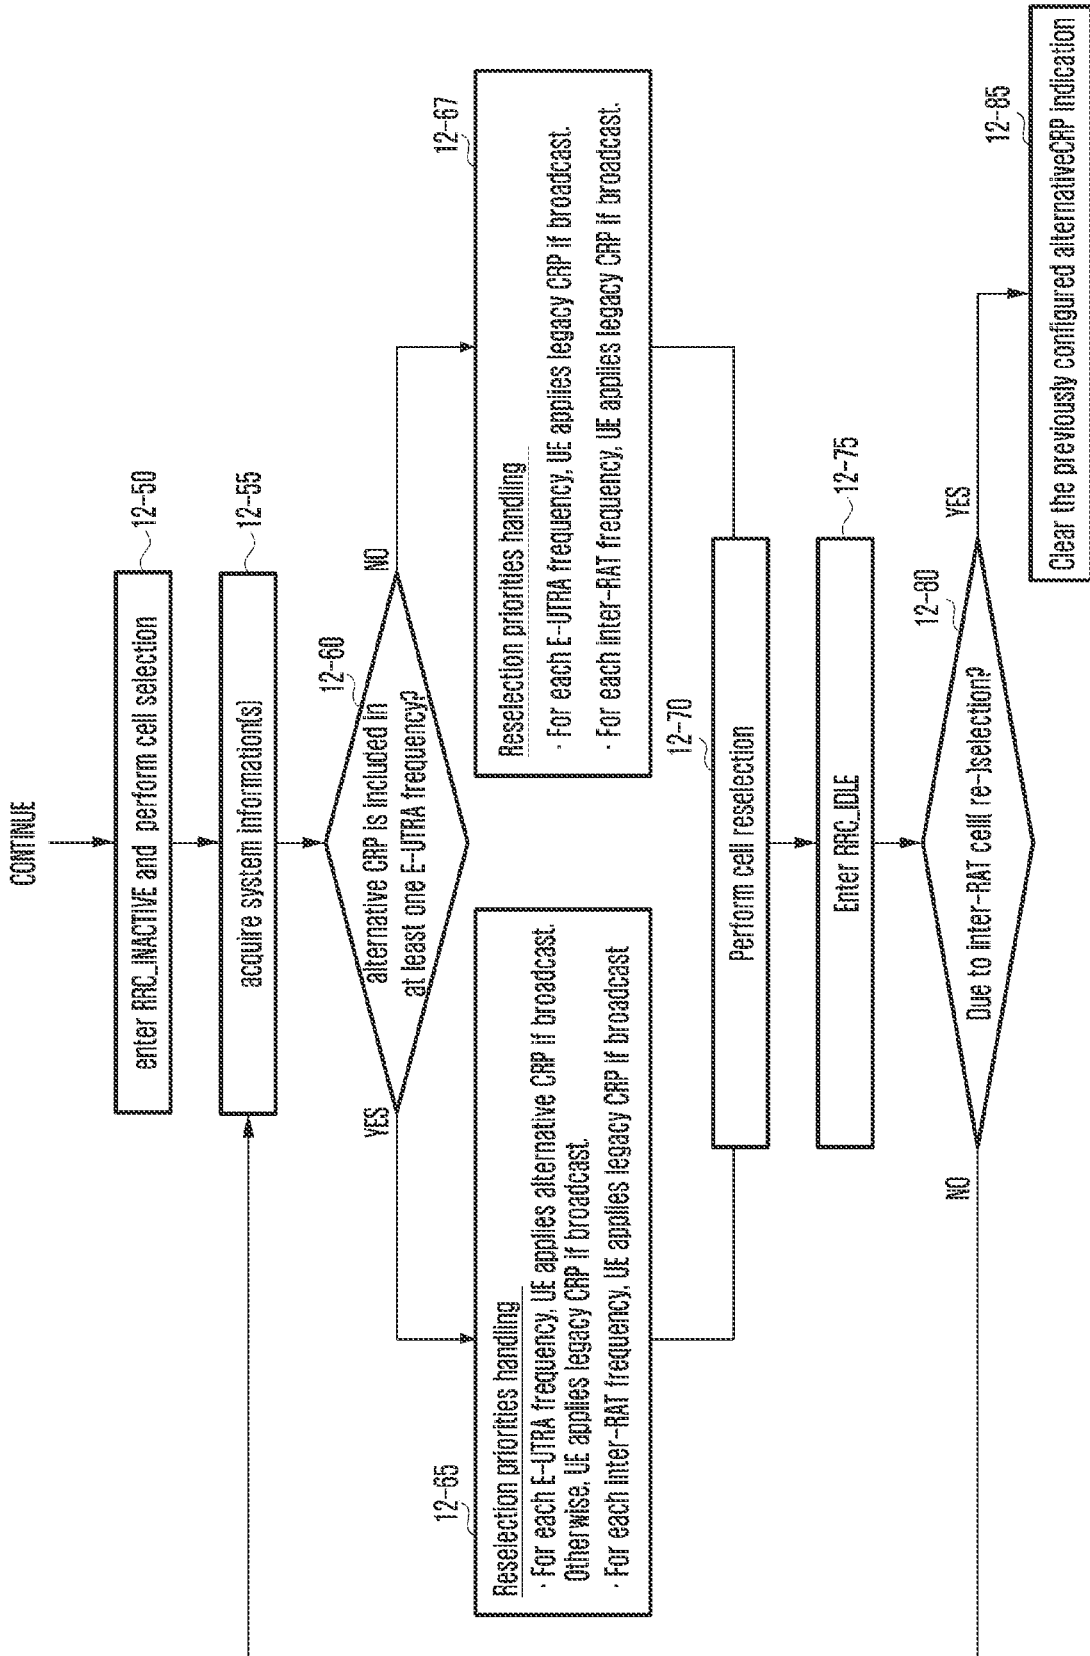 CONTINUE
enter RRC_INACTIVE and perform cell selection
12-50
acquire system information(s)
12-55
12-60
alternative CRP is included in
at least one E-UTRA frequency?
YES
NO
12-65
Reselection priorities handling
· For each E-UTRA frequency, UE applies alternative CRP if broadcast.
Otherwise, UE applies legacy CRP if broadcast.
· For each inter-RAT frequency, UE applies legacy CRP if broadcast
12-67
Reselection priorities handling
· For each E-UTRA frequency, UE applies legacy CRP if broadcast.
· For each inter-RAT frequency, UE applies legacy CRP if broadcast.
12-70
Perform cell reselection
Enter RRC_IDLE
12-75
12-80
Due to inter-RAT cell( re-)selection?
NO
YES
12-85
Clear the previously configured alternativeCRP indication